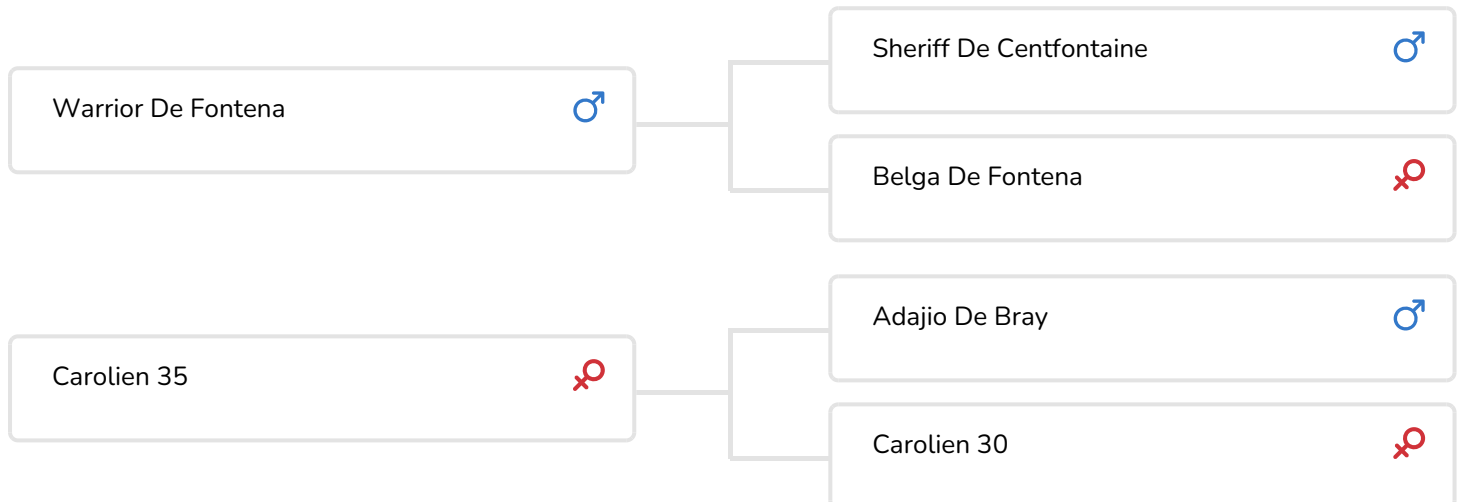 Warrior De Fontena
Sheriff De Centfontaine
Belga De Fontena
Carolien 35
Adajio De Bray
Carolien 30